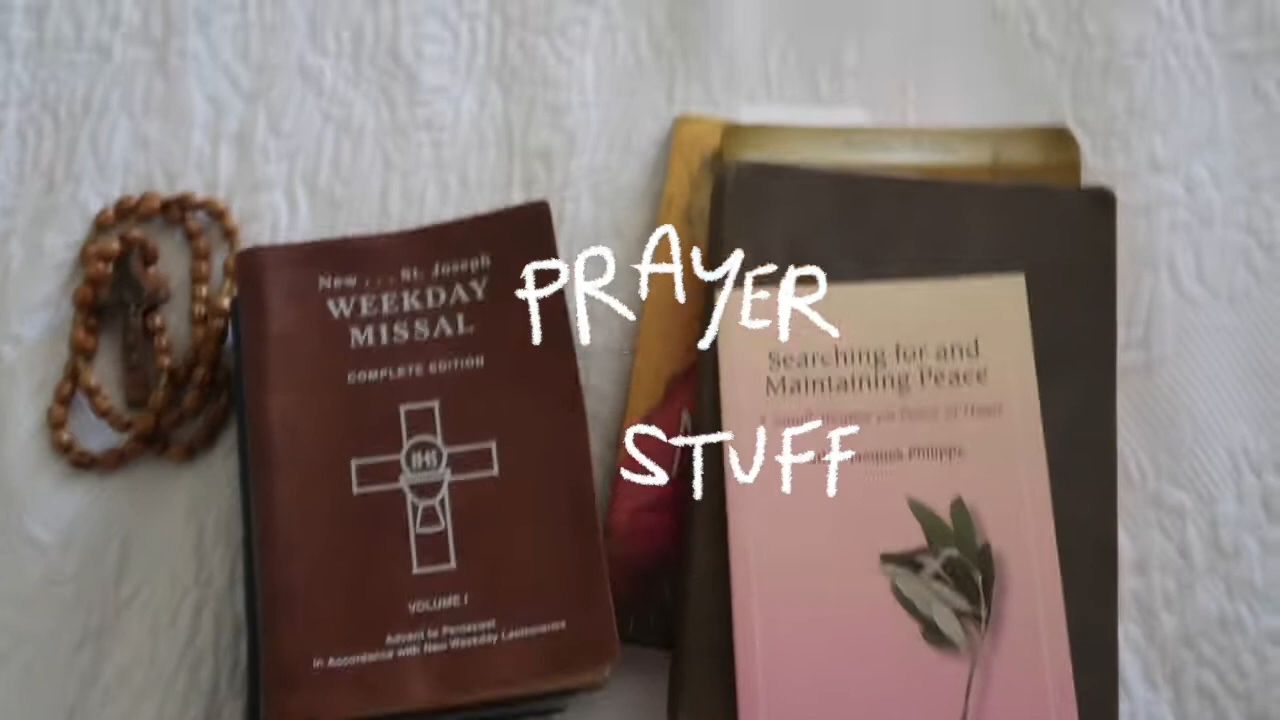 New . . . St. Joseph
WEEKDAY
MISSAL
COMPLETE EDITION
IHS
VOLUME I
Advent to Pentecost
in Accordance with New Weekday Lectionaries
PRAYER
STUFF
Searching for and
Maintaining Peace
Philippe